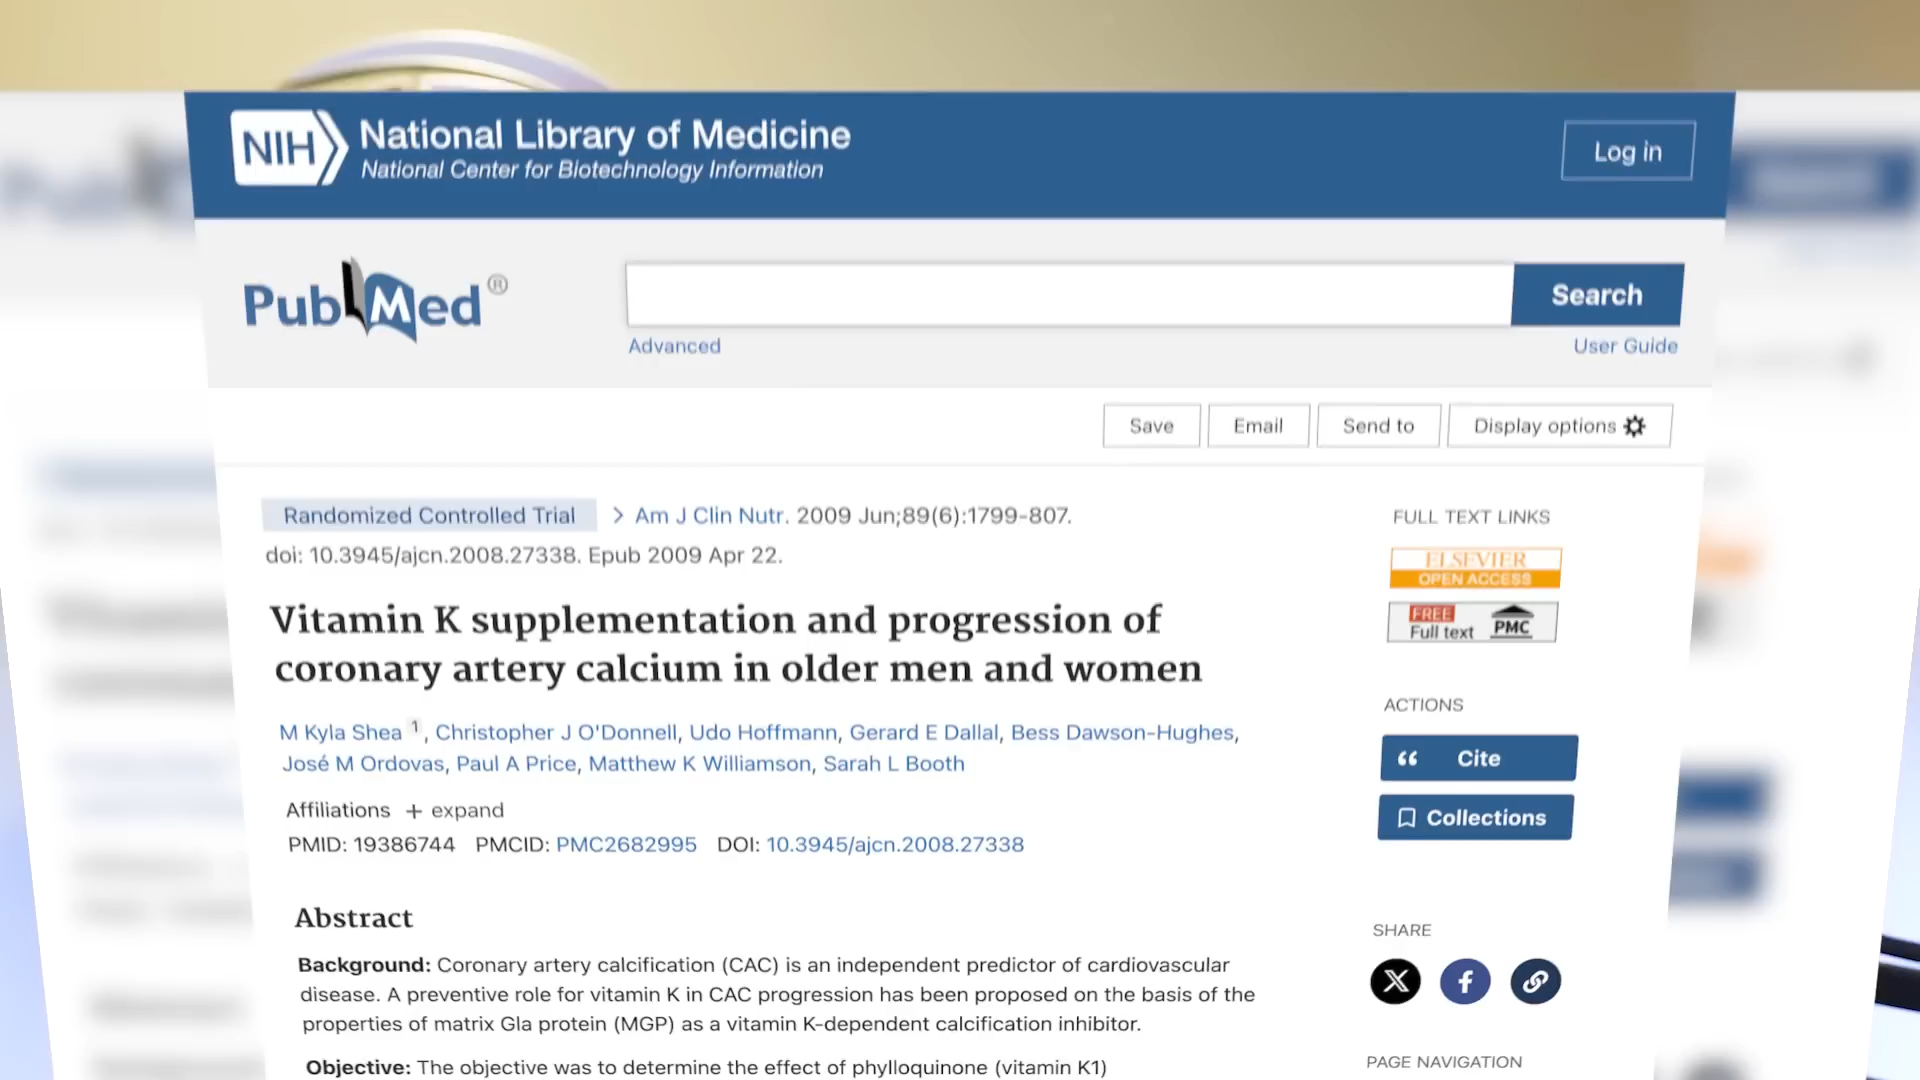 NIH National Library of Medicine
National Center for Biotechnology Information
Log in
PubMed®
Search
Advanced
User Guide
Save
Email
Send to
Display options
Randomized Controlled Trial > Am J Clin Nutr. 2009 Jun;89(6):1799-807.
doi: 10.3945/ajcn.2008.27338. Epub 2009 Apr 22.
Vitamin K supplementation and progression of
coronary artery calcium in older men and women
M Kyla Shea 1, Christopher J O'Donnell, Udo Hoffmann, Gerard E Dallal, Bess Dawson-Hughes,
José M Ordovas, Paul A Price, Matthew K Williamson, Sarah L Booth
Affiliations + expand
PMID: 19386744 PMCID: PMC2682995 DOI: 10.3945/ajcn.2008.27338
Abstract
Background: Coronary artery calcification (CAC) is an independent predictor of cardiovascular
disease. A preventive role for vitamin K in CAC progression has been proposed on the basis of the
properties of matrix Gla protein (MGP) as a vitamin K-dependent calcification inhibitor.
Objective: The objective was to determine the effect of phylloquinone (vitamin K1)
FULL TEXT LINKS
ELSEVIER
OPEN ACCESS
FREE
Full text PMC
ACTIONS
Cite
Collections
SHARE
PAGE NAVIGATION